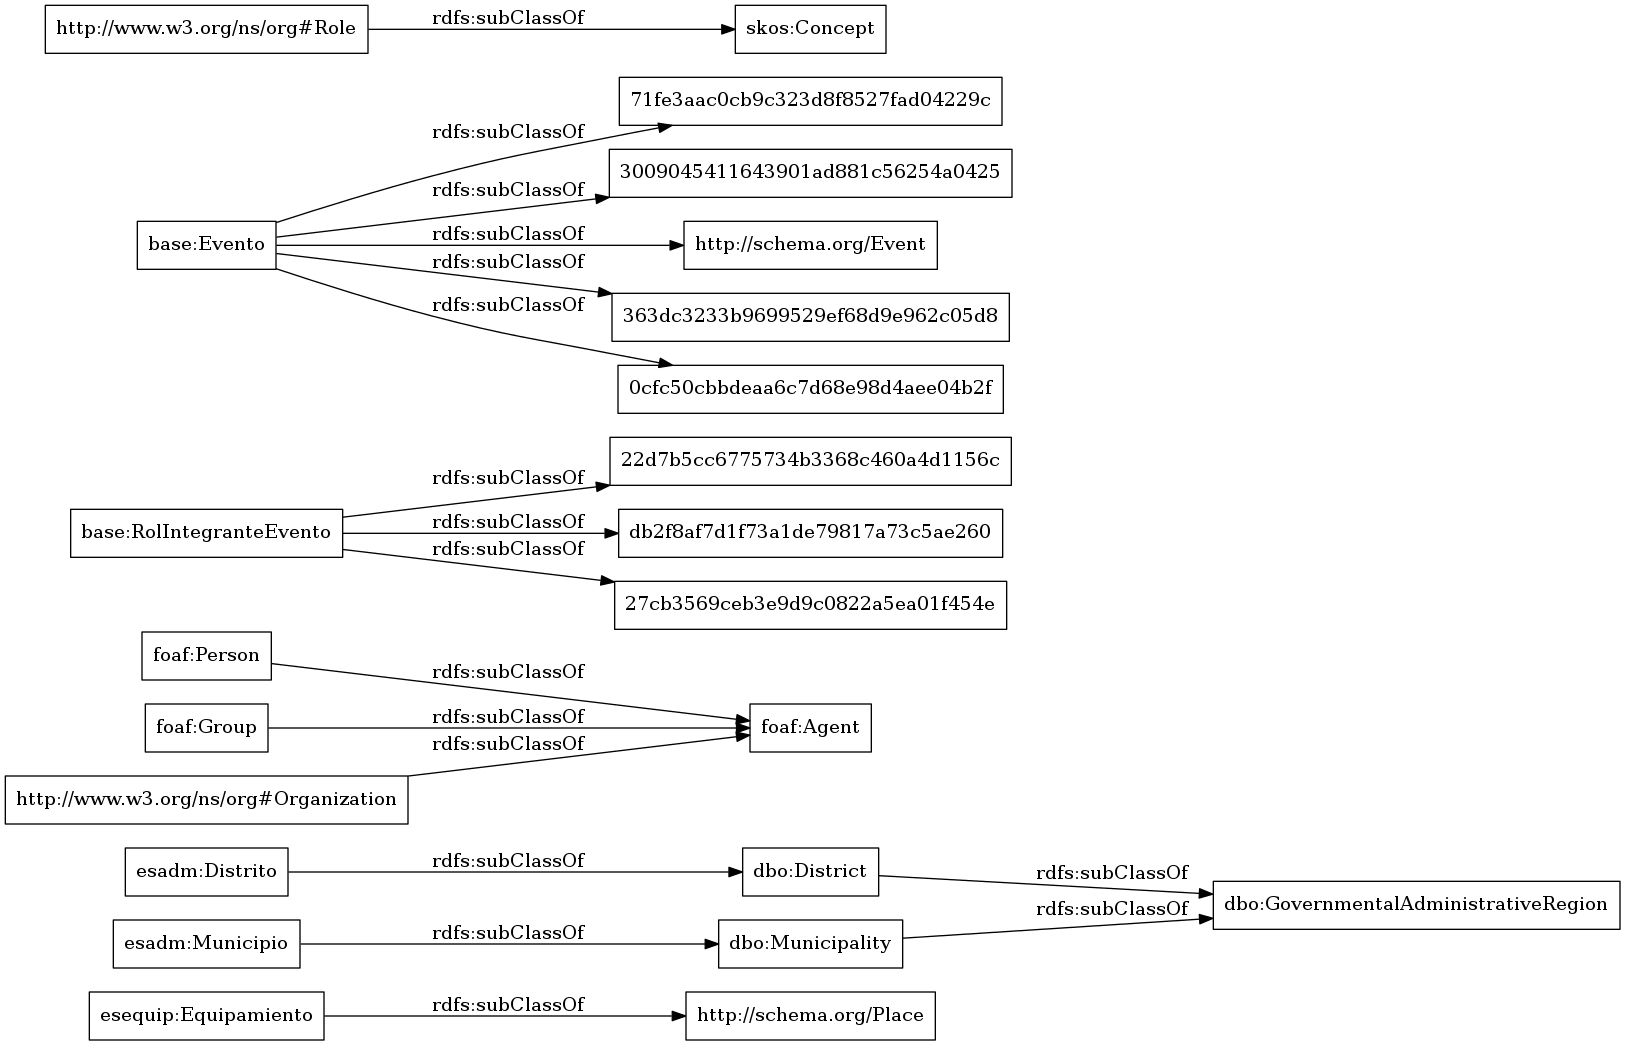 http://www.w3.org/ns/org#Role
rdfs:subClassOf
skos:Concept
71fe3aac0cb9c323d8f8527fad04229c
rdfs:subClassOf
3009045411643901ad881c56254a0425
rdfs:subClassOf
base:Evento
rdfs:subClassOf
http://schema.org/Event
rdfs:subClassOf
363dc3233b9699529ef68d9e962c05d8
rdfs:subClassOf
0cfc50cbbdeaa6c7d68e98d4aee04b2f
22d7b5cc6775734b3368c460a4d1156c
rdfs:subClassOf
base:RolIntegranteEvento
rdfs:subClassOf
db2f8af7d1f73a1de79817a73c5ae260
rdfs:subClassOf
27cb3569ceb3e9d9c0822a5ea01f454e
foaf:Person
rdfs:subClassOf
foaf:Group
rdfs:subClassOf
foaf:Agent
rdfs:subClassOf
http://www.w3.org/ns/org#Organization
esadm:Distrito
rdfs:subClassOf
dbo:District
rdfs:subClassOf
dbo:GovernmentalAdministrativeRegion
rdfs:subClassOf
esadm:Municipio
rdfs:subClassOf
dbo:Municipality
esequip:Equipamiento
rdfs:subClassOf
http://schema.org/Place